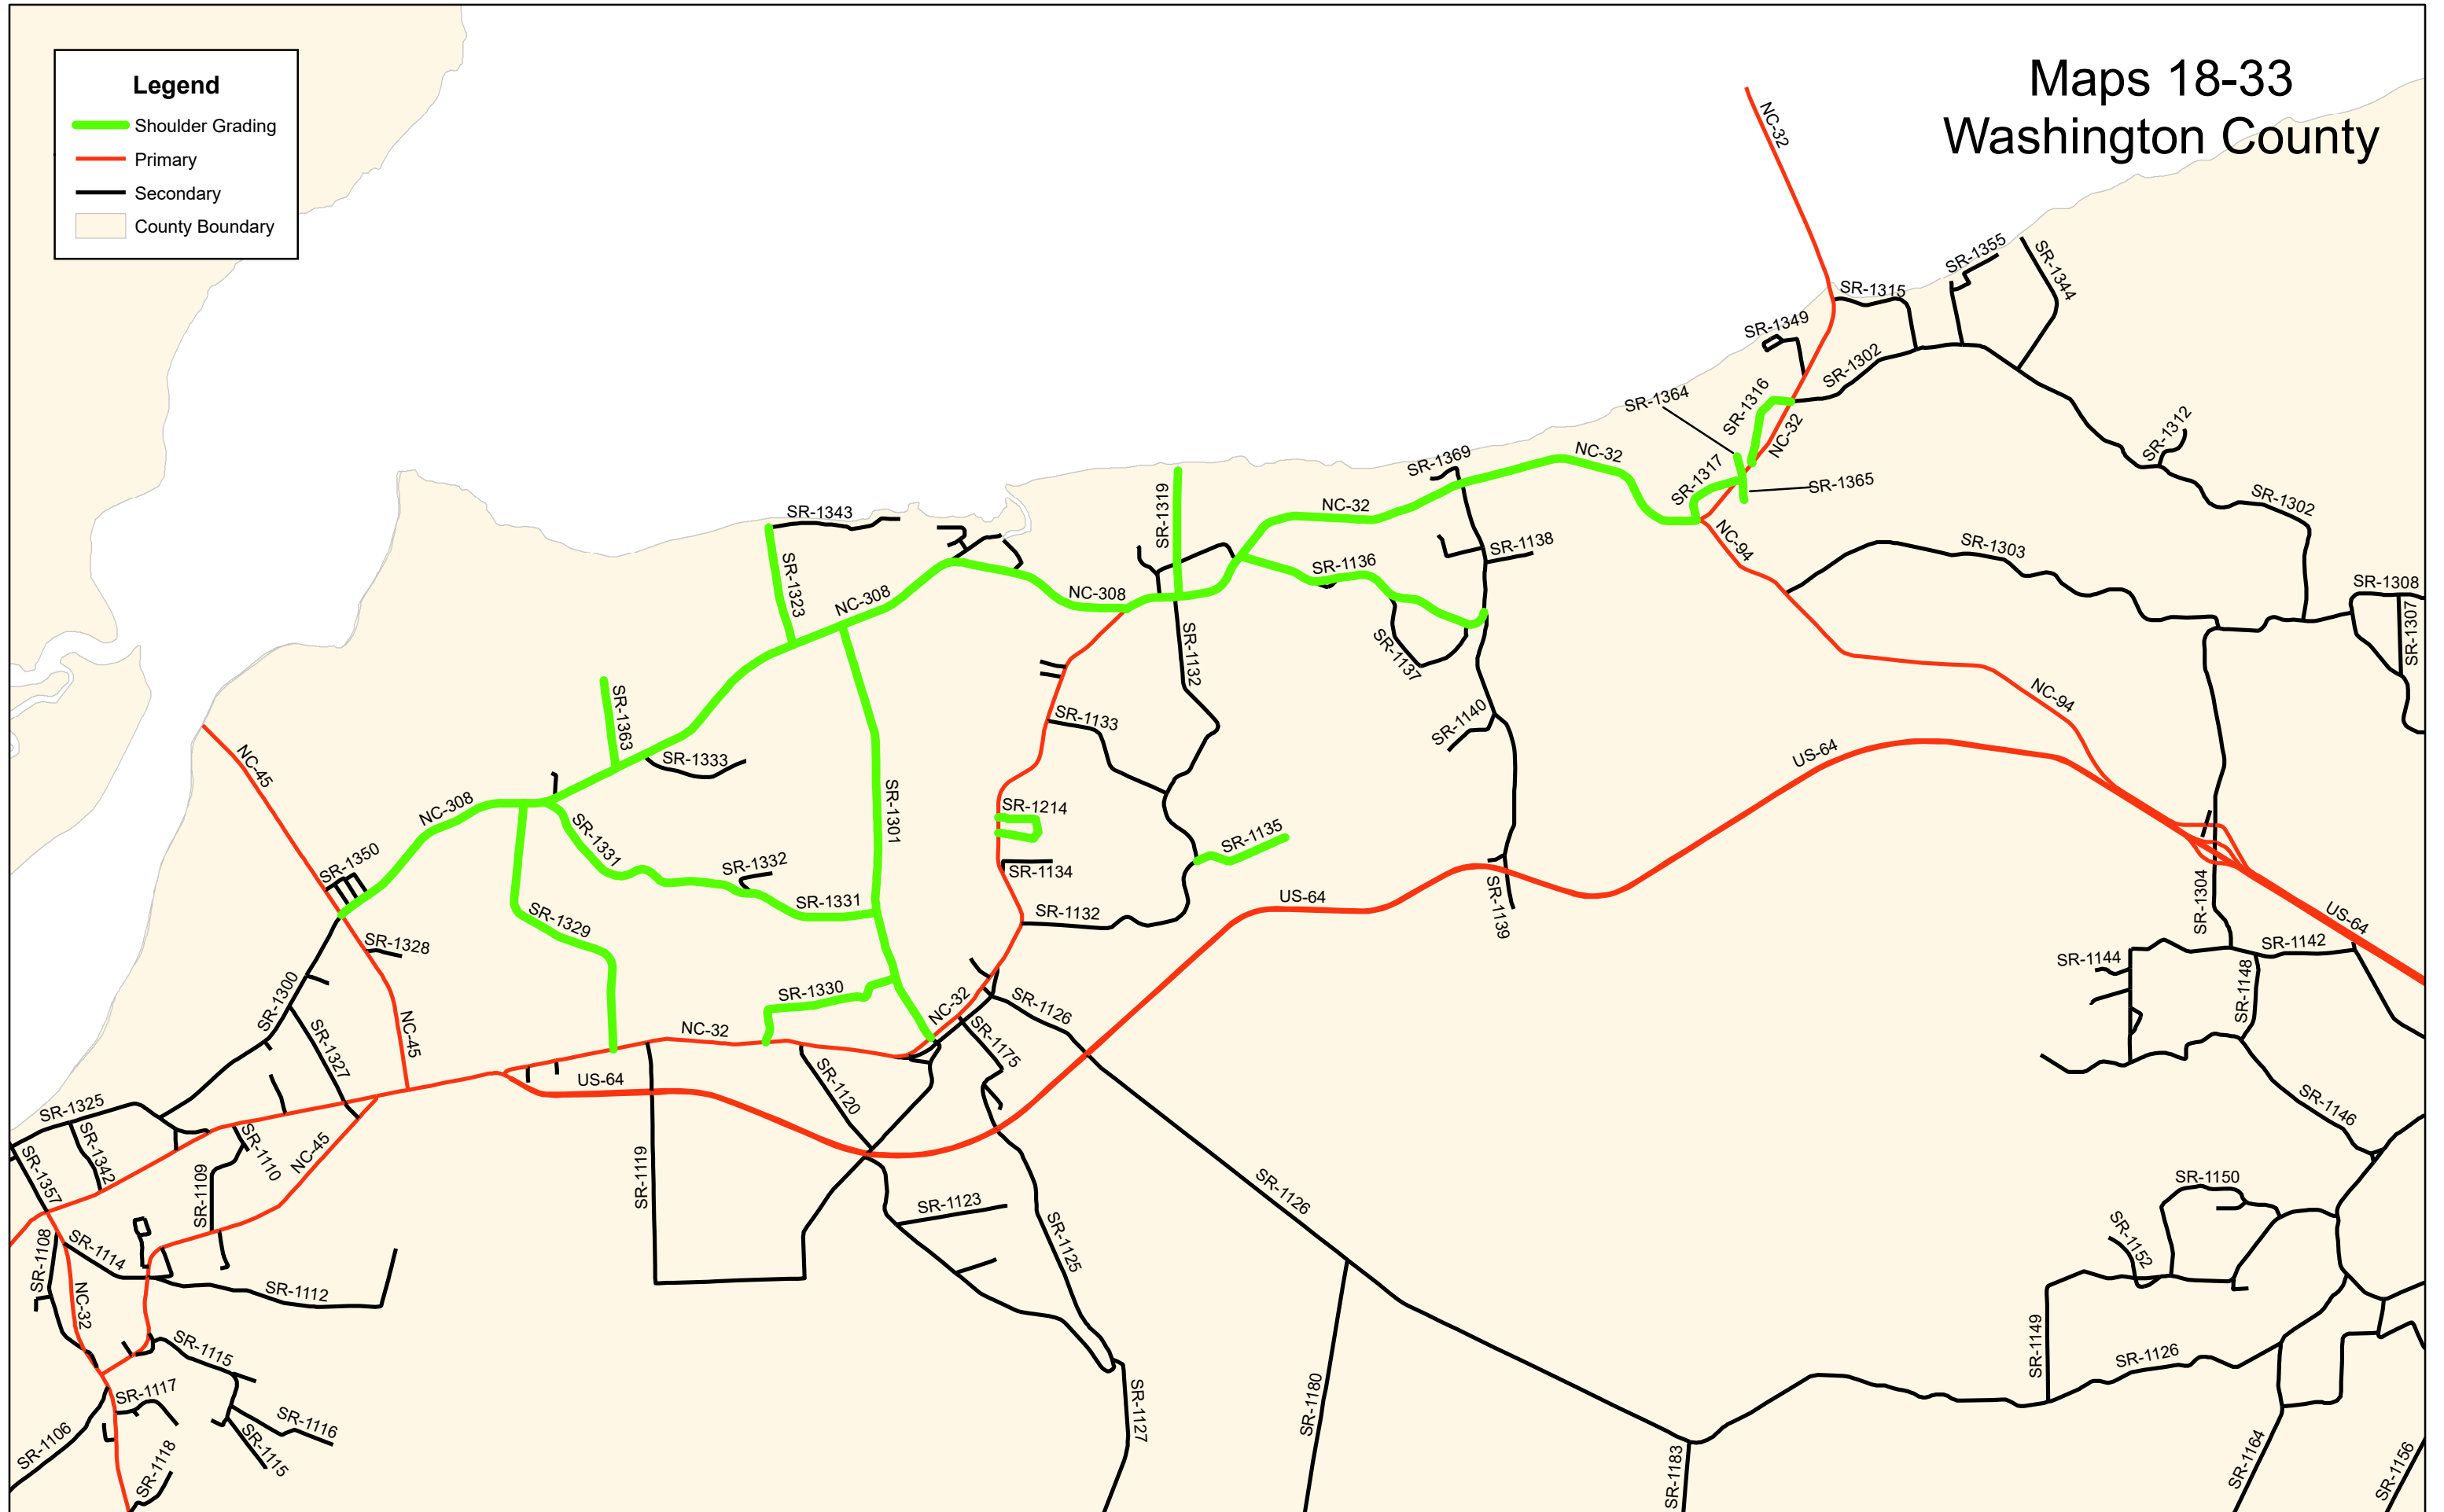 Legend
Shoulder Grading
Primary
Secondary
County Boundary
Maps 18-33
Washington County
NC-32
SR-1355
SR-1344
SR-1315
SR-1349
SR-1302
SR-1364
SR-1316
NC-32
SR-1312
NC-32
SR-1369
SR-1317
SR-1365
SR-1302
SR-1343
SR-1319
NC-32
NC-94
SR-1138
SR-1303
SR-1136
SR-1323
NC-308
NC-308
SR-1308
SR-1307
SR-1132
SR-1137
NC-94
SR-1363
SR-1133
SR-1140
SR-1333
NC-45
US-64
NC-308
SR-1214
SR-1301
SR-1331
SR-1135
SR-1350
SR-1332
SR-1134
US-64
SR-1331
SR-1132
SR-1139
SR-1304
US-64
SR-1329
SR-1328
SR-1142
SR-1144
SR-1148
SR-1330
SR-1300
NC-32
SR-1126
NC-45
NC-32
SR-1327
SR-1175
US-64
SR-1120
SR-1325
SR-1146
SR-1342
SR-1110
NC-45
SR-1357
SR-1109
SR-1119
SR-1150
SR-1126
SR-1123
SR-1108
SR-1114
SR-1125
SR-1152
SR-1112
NC-32
SR-1115
SR-1149
SR-1126
SR-1117
SR-1127
SR-1180
SR-1116
SR-1106
SR-1115
SR-1118
SR-1183
SR-1164
SR-1156